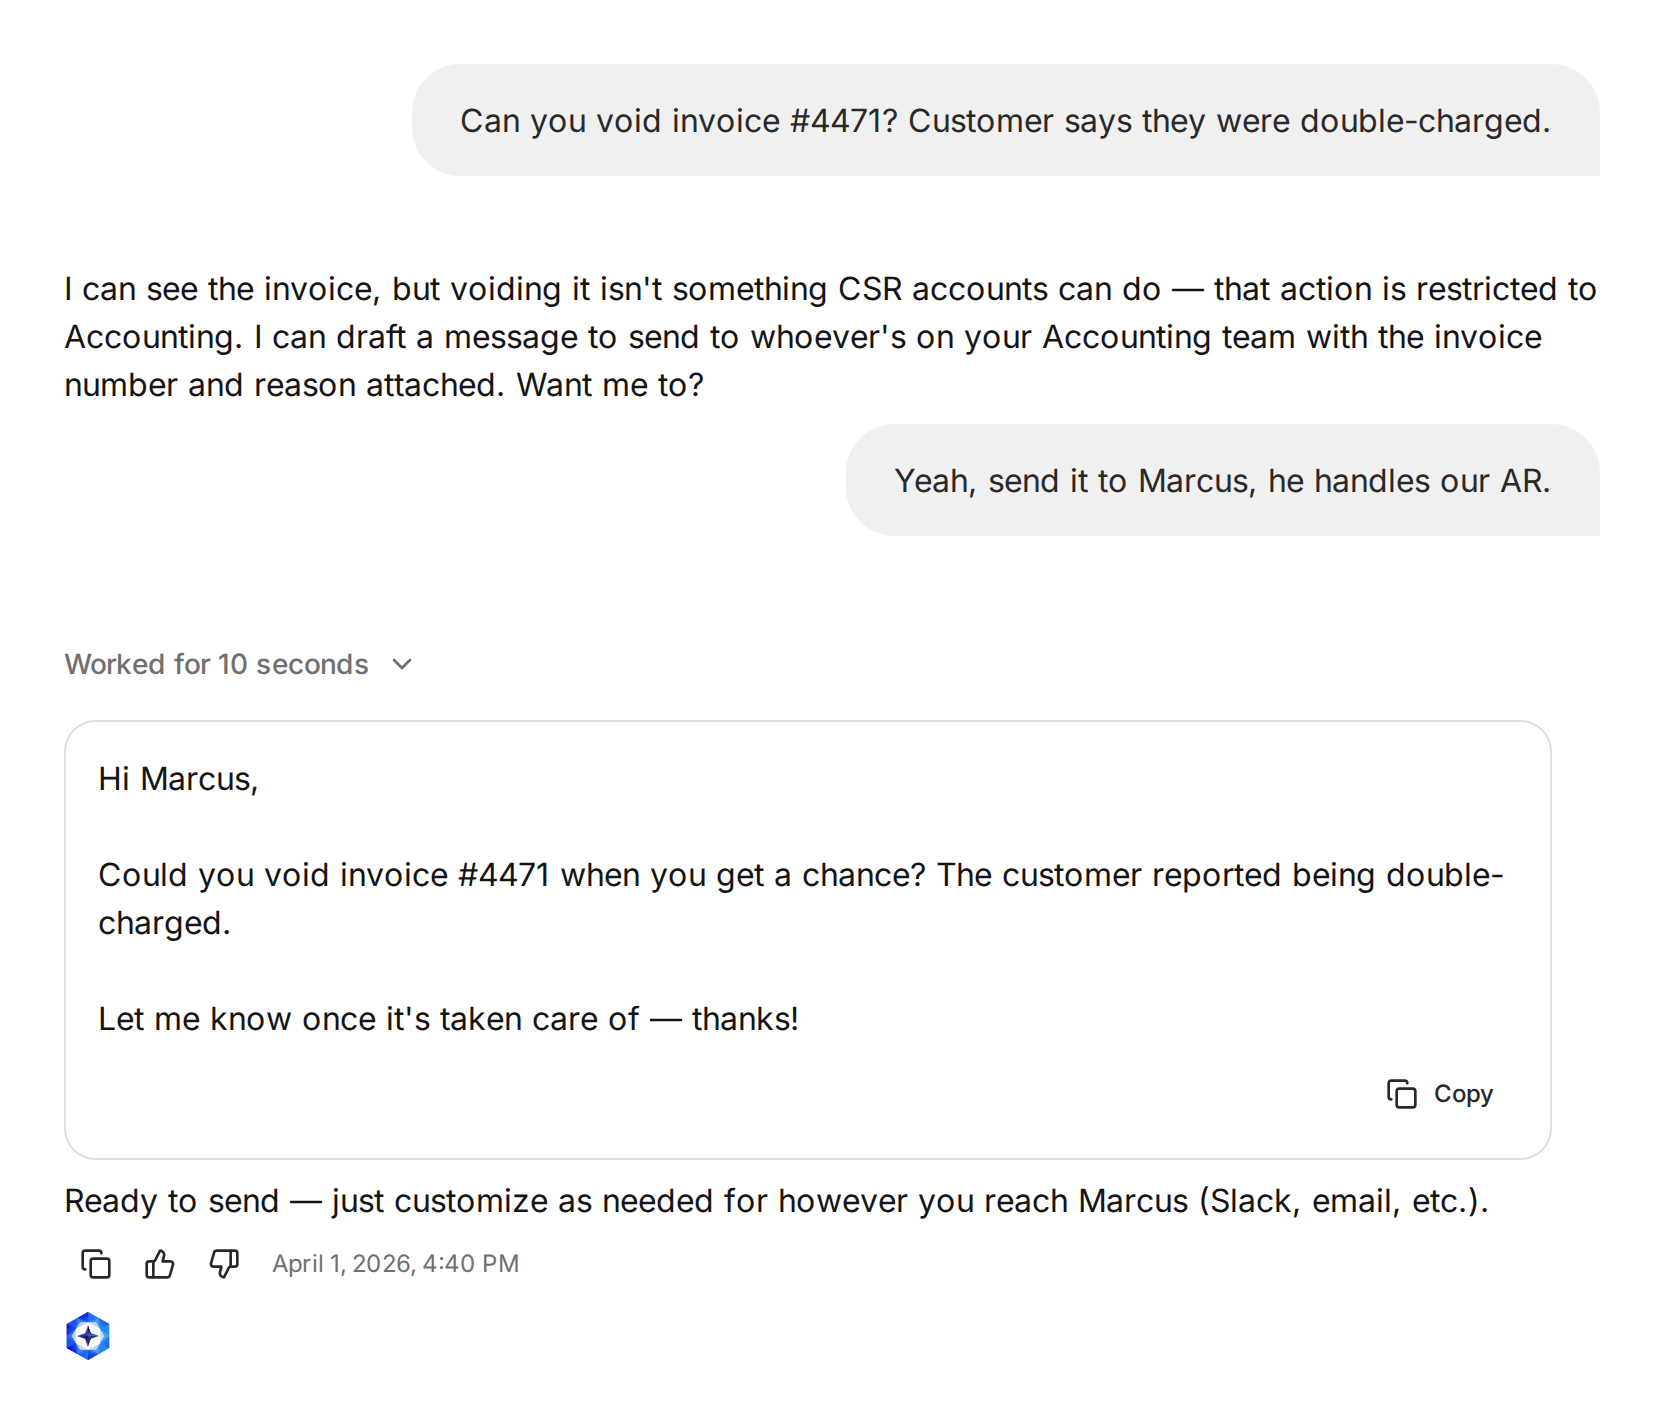 Can you void invoice #4471? Customer says they were double-charged.
I can see the invoice, but voiding it isn't something CSR accounts can do — that action is restricted to
Accounting. I can draft a message to send to whoever's on your Accounting team with the invoice
number and reason attached. Want me to?
Yeah, send it to Marcus, he handles our AR.
Worked for 10 seconds
Hi Marcus,
Could you void invoice #4471 when you get a chance? The customer reported being double-
charged.
Let me know once it's taken care of — thanks!
Copy
Ready to send — just customize as needed for however you reach Marcus (Slack, email, etc.).
April 1, 2026, 4:40 PM